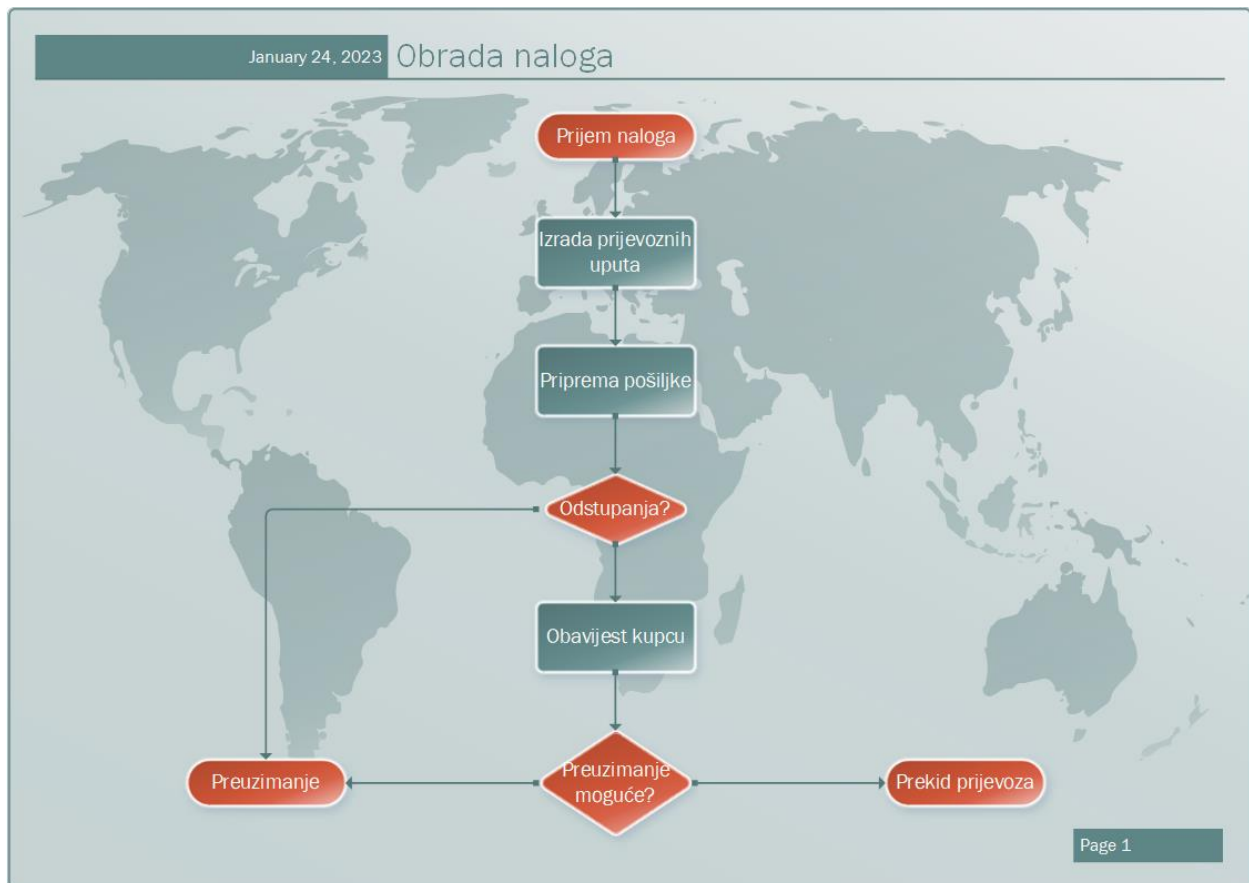 January 24, 2023
Obrada naloga
Prijem naloga
Izrada prijevoznih
uputa
Priprema pošiljke
Odstupanja?
Obavijest kupcu
Preuzimanje
Preuzimanje
moguće?
Prekid prijevoza
Page 1